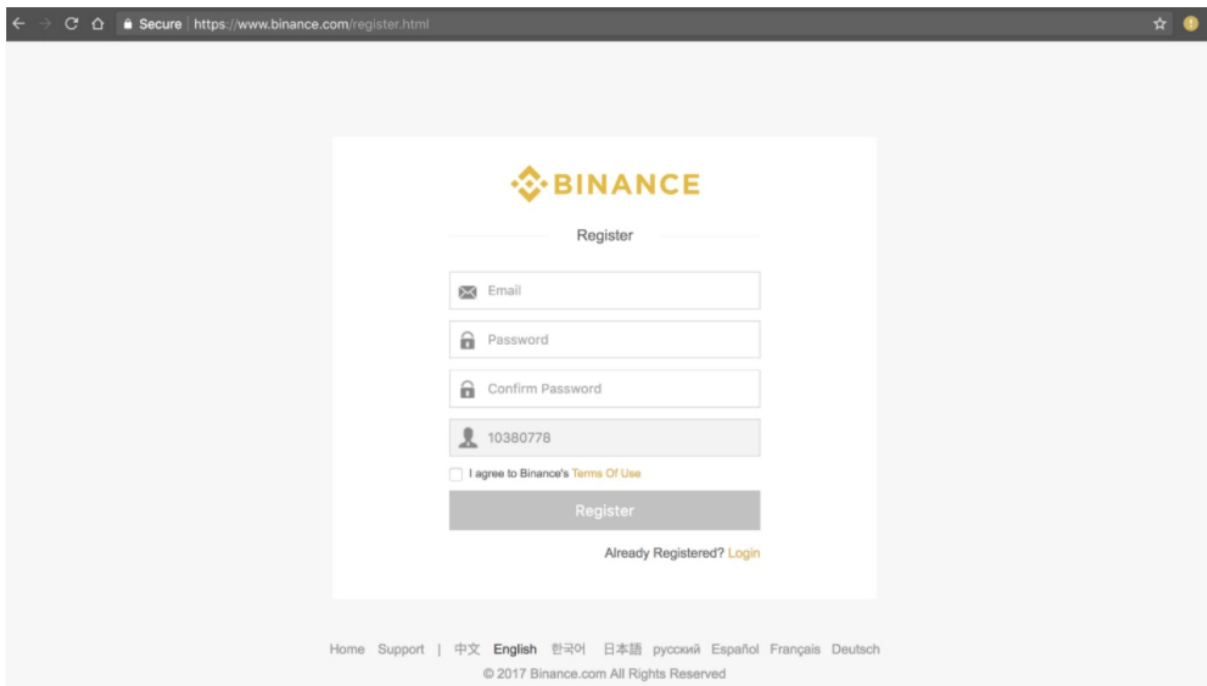 Secure https://www.binance.com/register.html
BINANCE
Register
Email
Password
Confirm Password
10380778
I agree to Binance's Terms Of Use
Register
Already Registered? Login
Home Support | 中文 English 한국어 日本語 русский Español Français Deutsch
© 2017 Binance.com All Rights Reserved